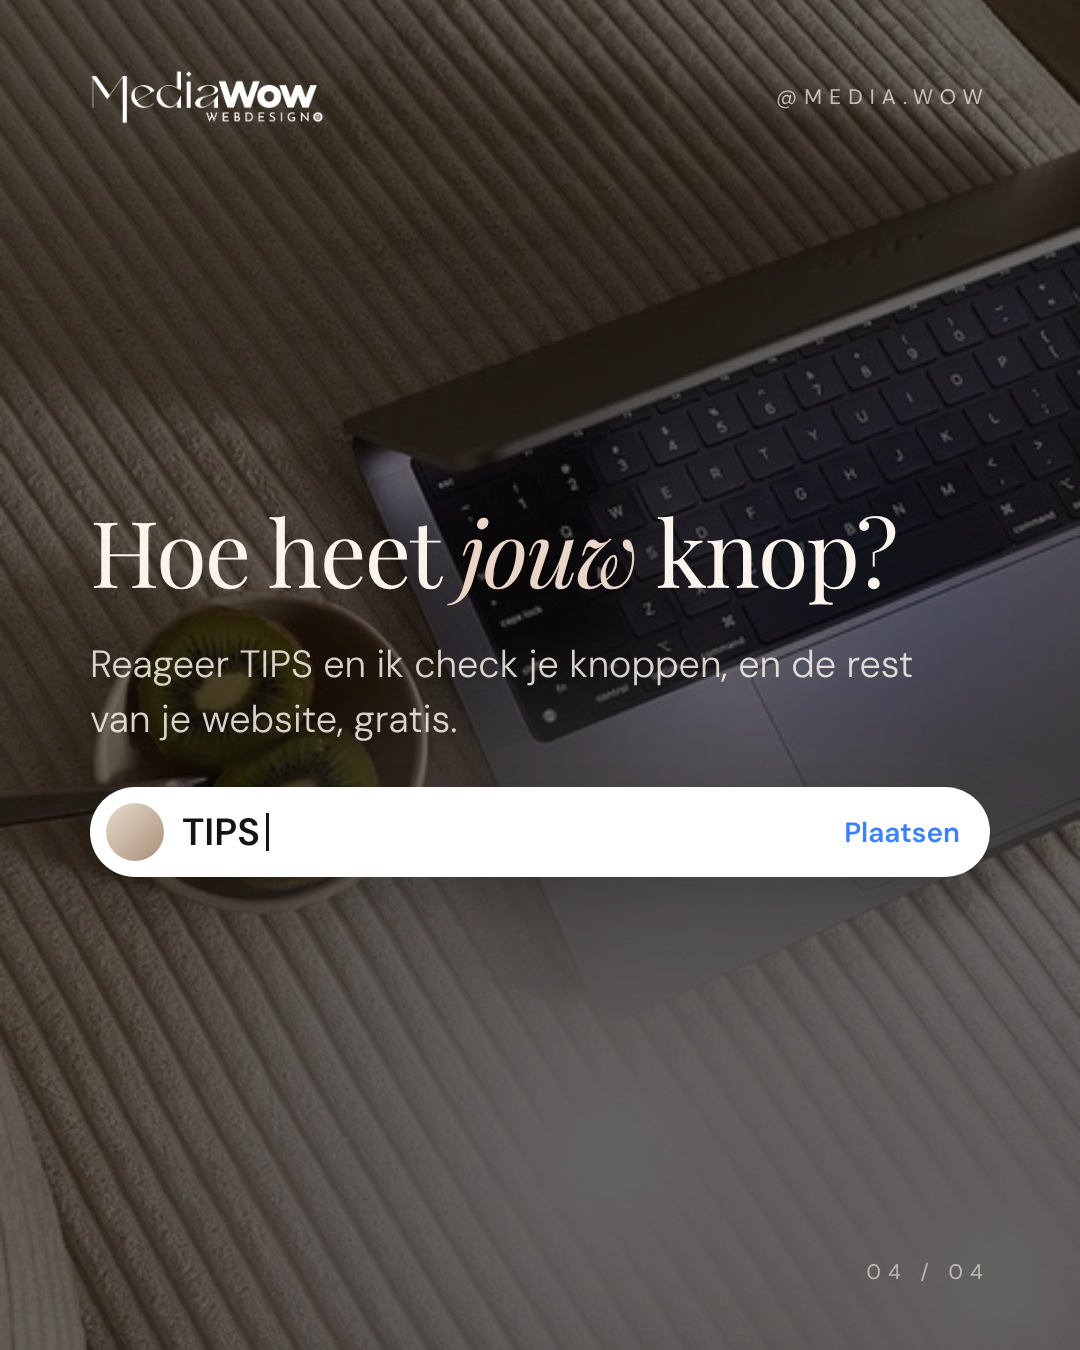 MediaWow
WEBDESIGN
@MEDIA.WOW
Hoe heet jouw knop?
Reageer TIPS en ik check je knoppen, en de rest
van je website, gratis.
TIPS
Plaatsen
04 / 04